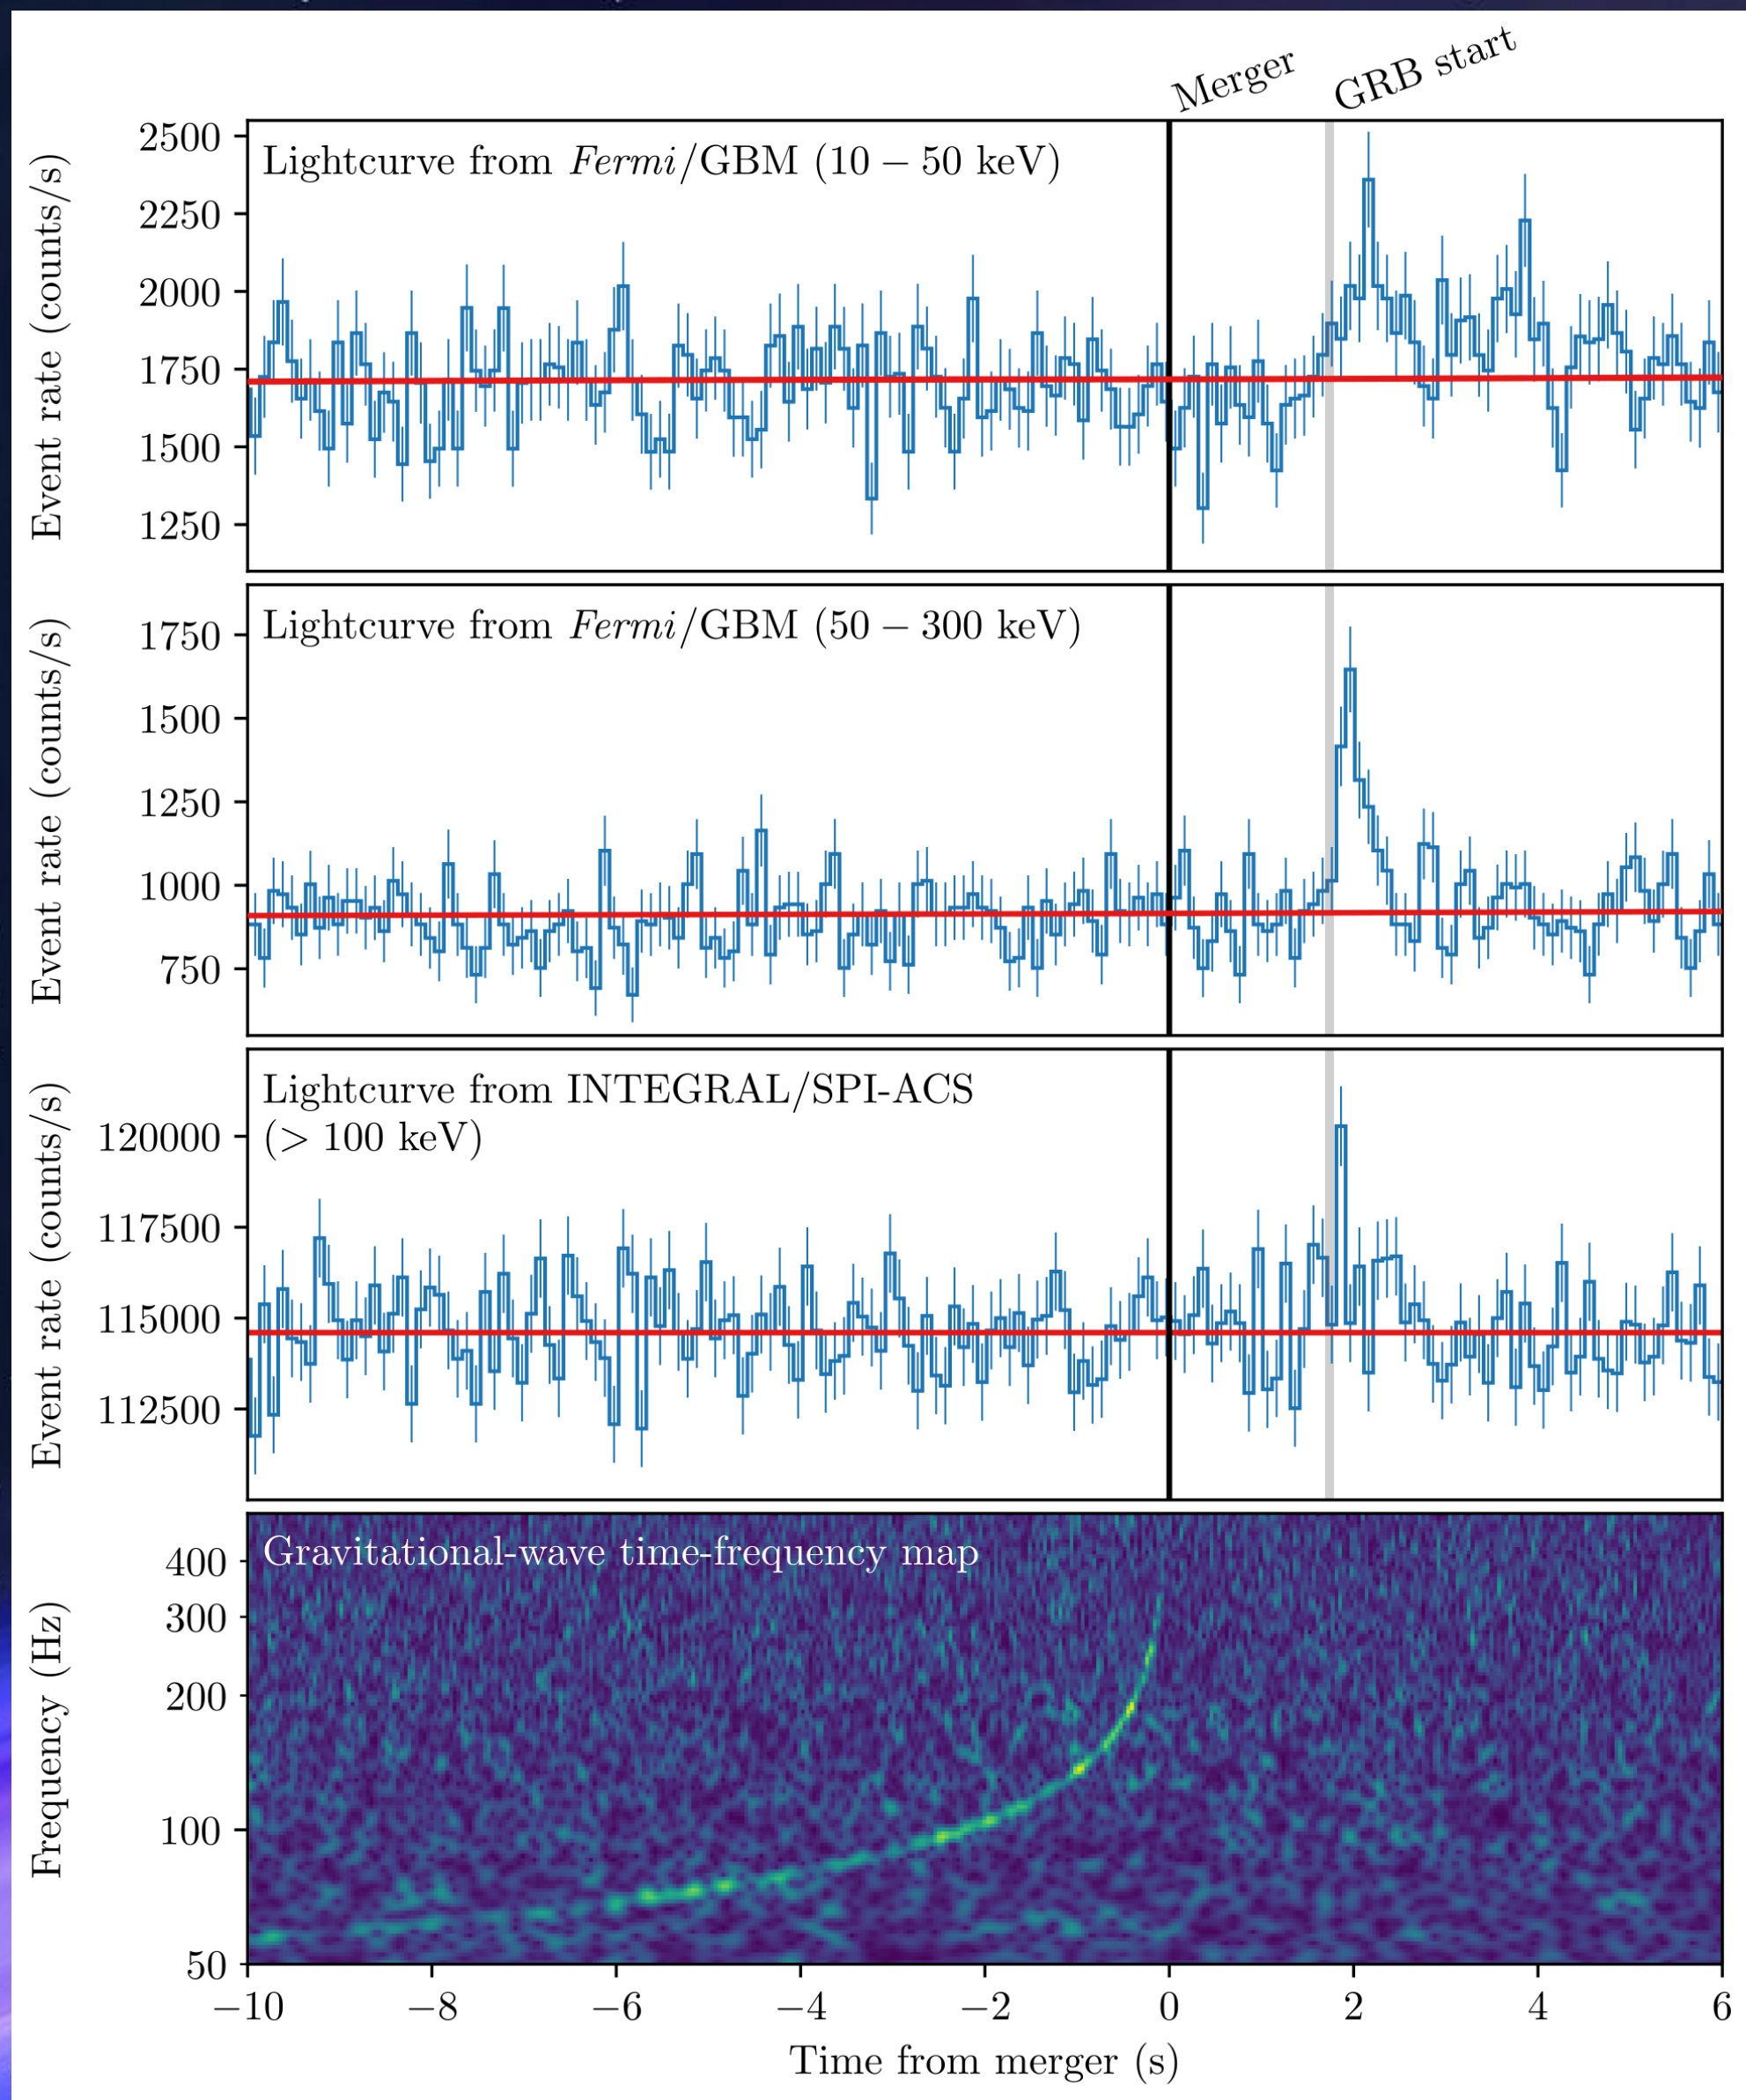 Merger
GRB start
Lightcurve from Fermi/GBM (10 − 50 keV)
Event rate (counts/s)
2500
2250
2000
1750
1500
1250
Lightcurve from Fermi/GBM (50 − 300 keV)
Event rate (counts/s)
1750
1500
1250
1000
750
Lightcurve from INTEGRAL/SPI-ACS
(> 100 keV)
Event rate (counts/s)
120000
117500
115000
112500
Gravitational-wave time-frequency map
Frequency (Hz)
400
300
200
100
50
−10 −8 −6 −4 −2 0 2 4 6
Time from merger (s)